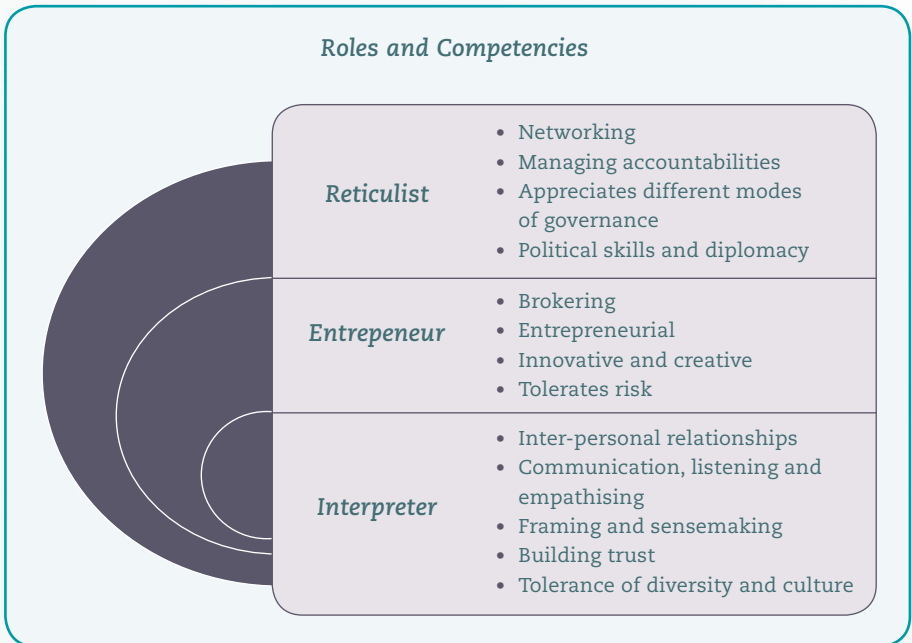 Roles and Competencies
Reticulist
• Networking
• Managing accountabilities
• Appreciates different modes
of governance
• Political skills and diplomacy
Entrepeneur
• Brokering
• Entrepreneurial
• Innovative and creative
• Tolerates risk
Interpreter
• Inter-personal relationships
• Communication, listening and
empathising
• Framing and sensemaking
• Building trust
• Tolerance of diversity and culture